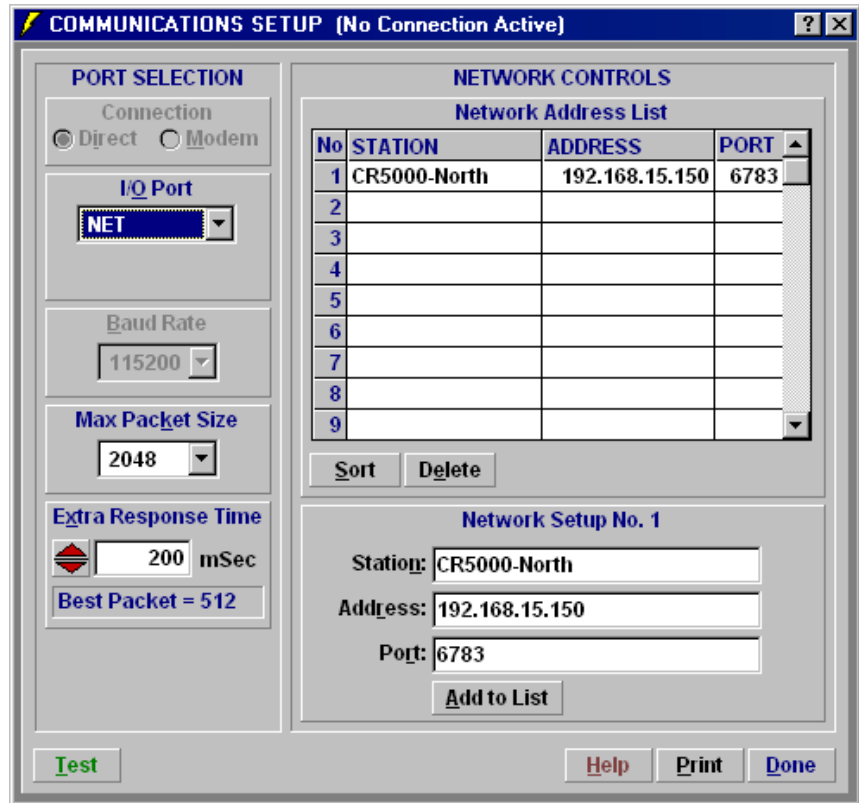 COMMUNICATIONS SETUP (No Connection Active)
PORT SELECTION
Connection
Direct Modem
I/O Port
NET
Baud Rate
115200
Max Packet Size
2048
Extra Response Time
200 mSec
Best Packet = 512
NETWORK CONTROLS
Network Address List
No STATION ADDRESS PORT
1 CR5000-North 192.168.15.150 6783
2
3
4
5
6
7
8
9
Sort Delete
Network Setup No. 1
Station: CR5000-North
Address: 192.168.15.150
Port: 6783
Add to List
Test Help Print Done